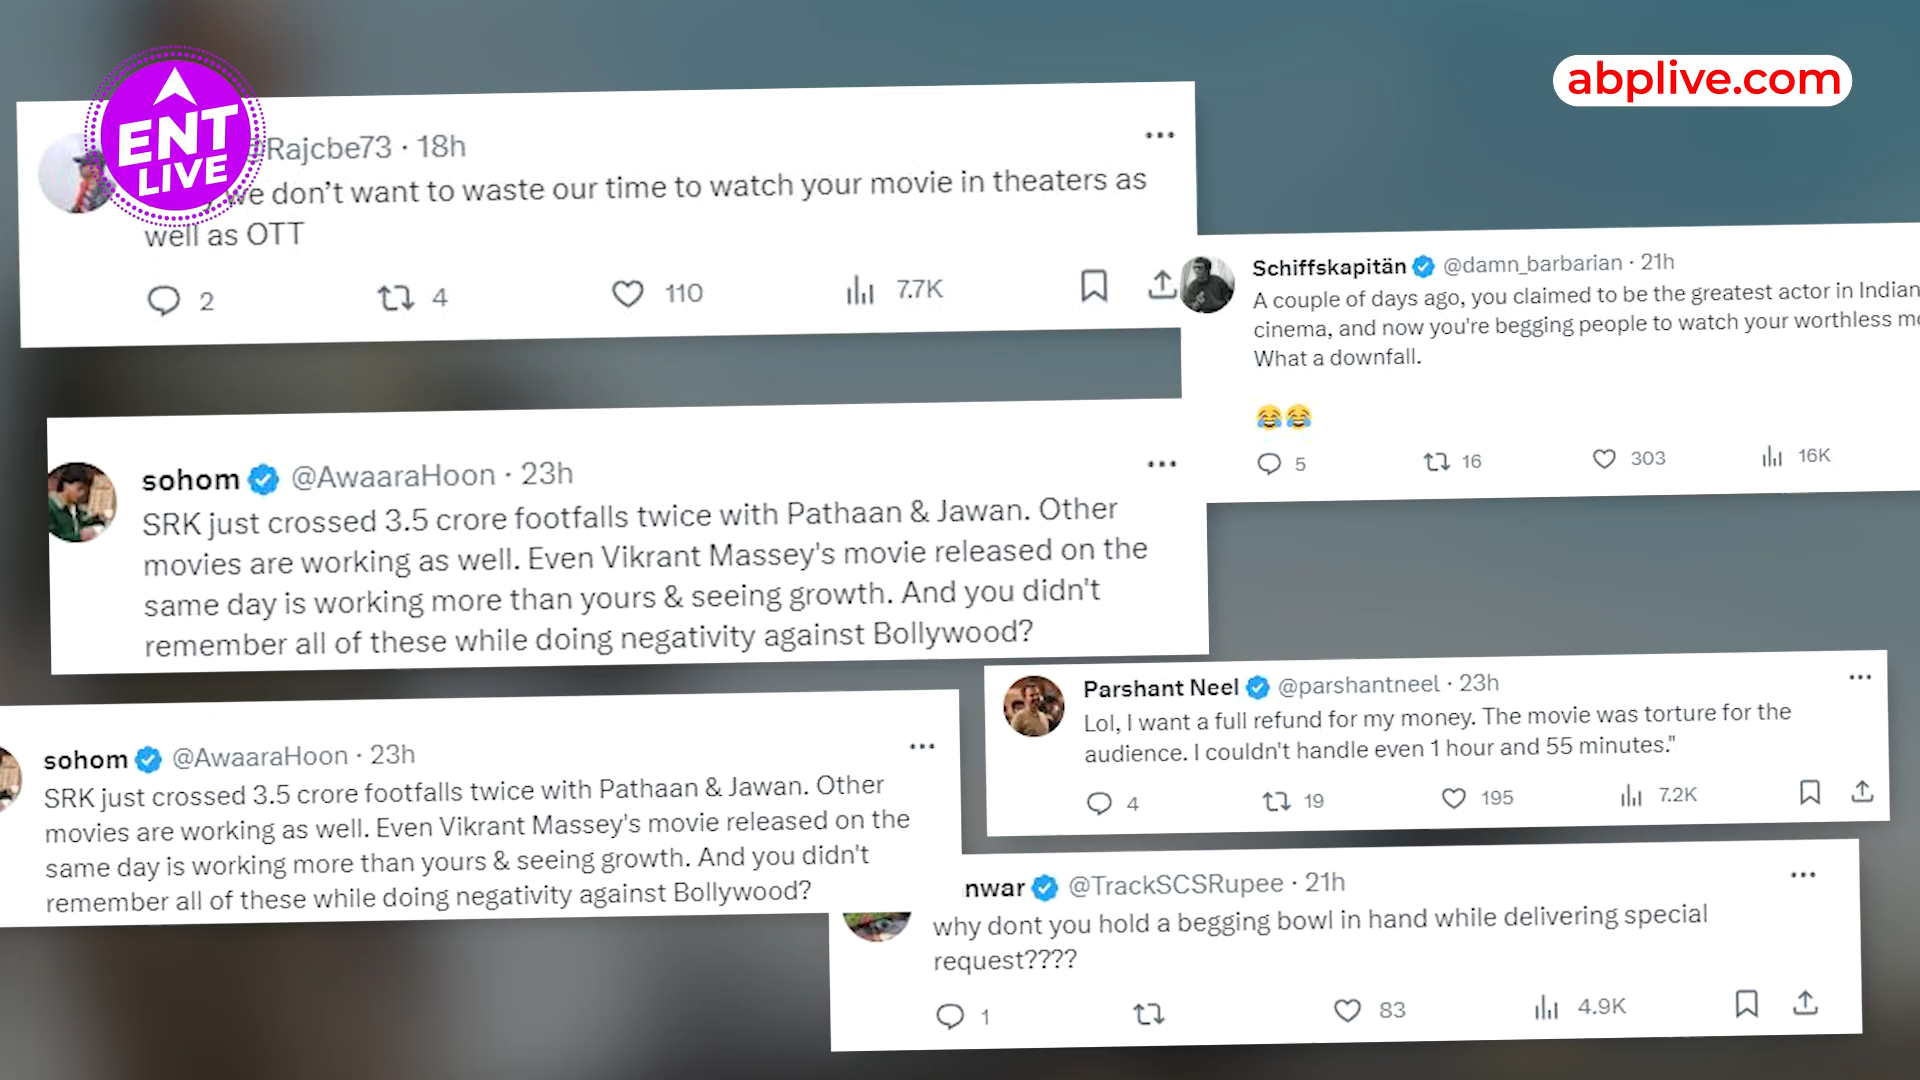 ENT
LIVE
abplive.com
@Rajcbe73 · 18h
we don’t want to waste our time to watch your movie in theaters as
well as OTT
2 4 110 7.7K
Schiffskapitän @damn_barbarian · 21h
A couple of days ago, you claimed to be the greatest actor in Indian
cinema, and now you're begging people to watch your worthless
What a downfall.
😂😂
5 16 303 16K
sohom @AwaaraHoon · 23h
SRK just crossed 3.5 crore footfalls twice with Pathaan & Jawan. Other
movies are working as well. Even Vikrant Massey's movie released on the
same day is working more than yours & seeing growth. And you didn't
remember all of these while doing negativity against Bollywood?
Parshant Neel @parshantneel · 23h
Lol, I want a full refund for my money. The movie was torture for the
audience. I couldn't handle even 1 hour and 55 minutes."
4 19 195 7.2K
sohom @AwaaraHoon · 23h
SRK just crossed 3.5 crore footfalls twice with Pathaan & Jawan. Other
movies are working as well. Even Vikrant Massey's movie released on the
same day is working more than yours & seeing growth. And you didn't
remember all of these while doing negativity against Bollywood?
nwar @TrackSCSRupee · 21h
why dont you hold a begging bowl in hand while delivering special
request????
1 83 4.9K